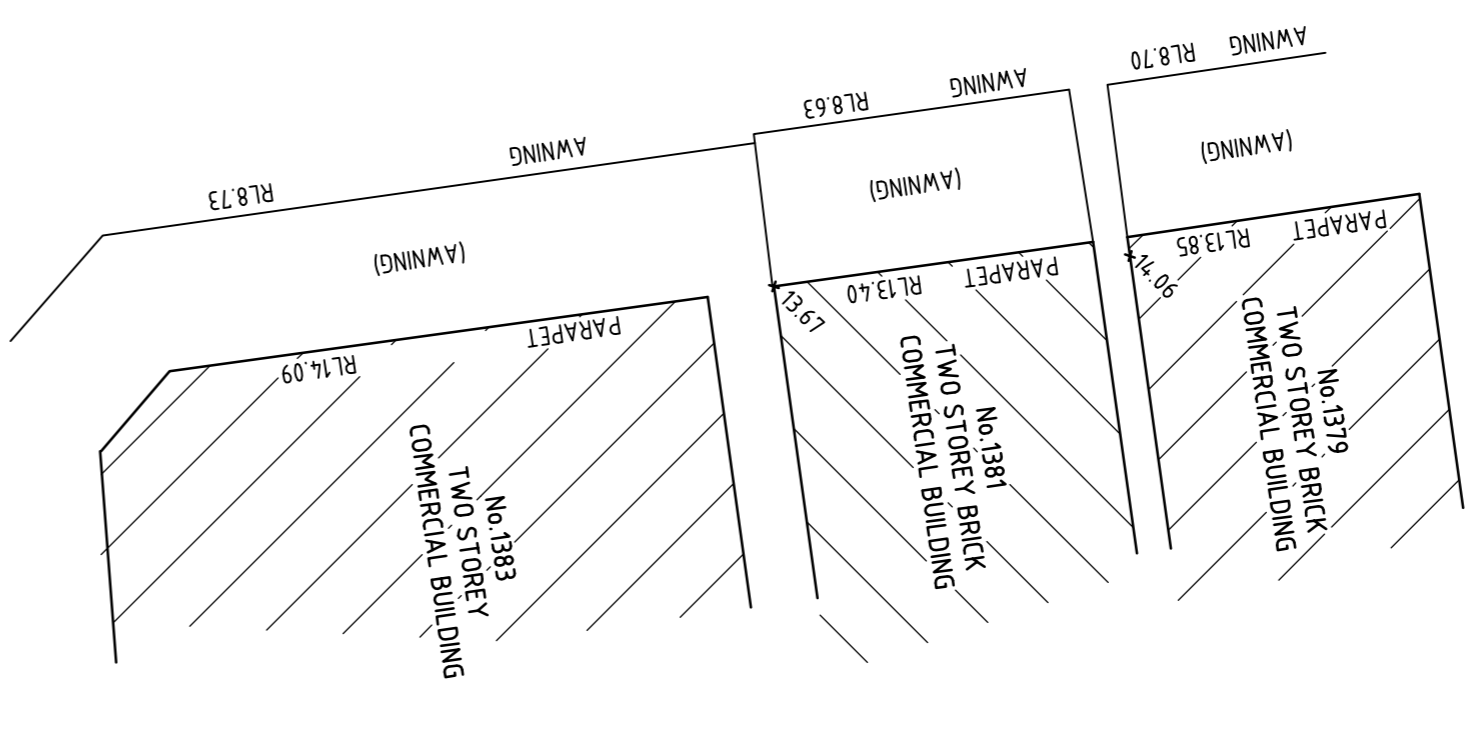 RL8.73
AWNING
(AWNING)
RL14.09
PARAPET
No.1383
TWO STOREY
COMMERCIAL BUILDING
RL8.63
AWNING
(AWNING)
13.67
RL13.40
PARAPET
No.1381
TWO STOREY BRICK
COMMERCIAL BUILDING
RL8.70
AWNING
(AWNING)
14.06
RL13.85
PARAPET
No.1379
TWO STOREY BRICK
COMMERCIAL BUILDING